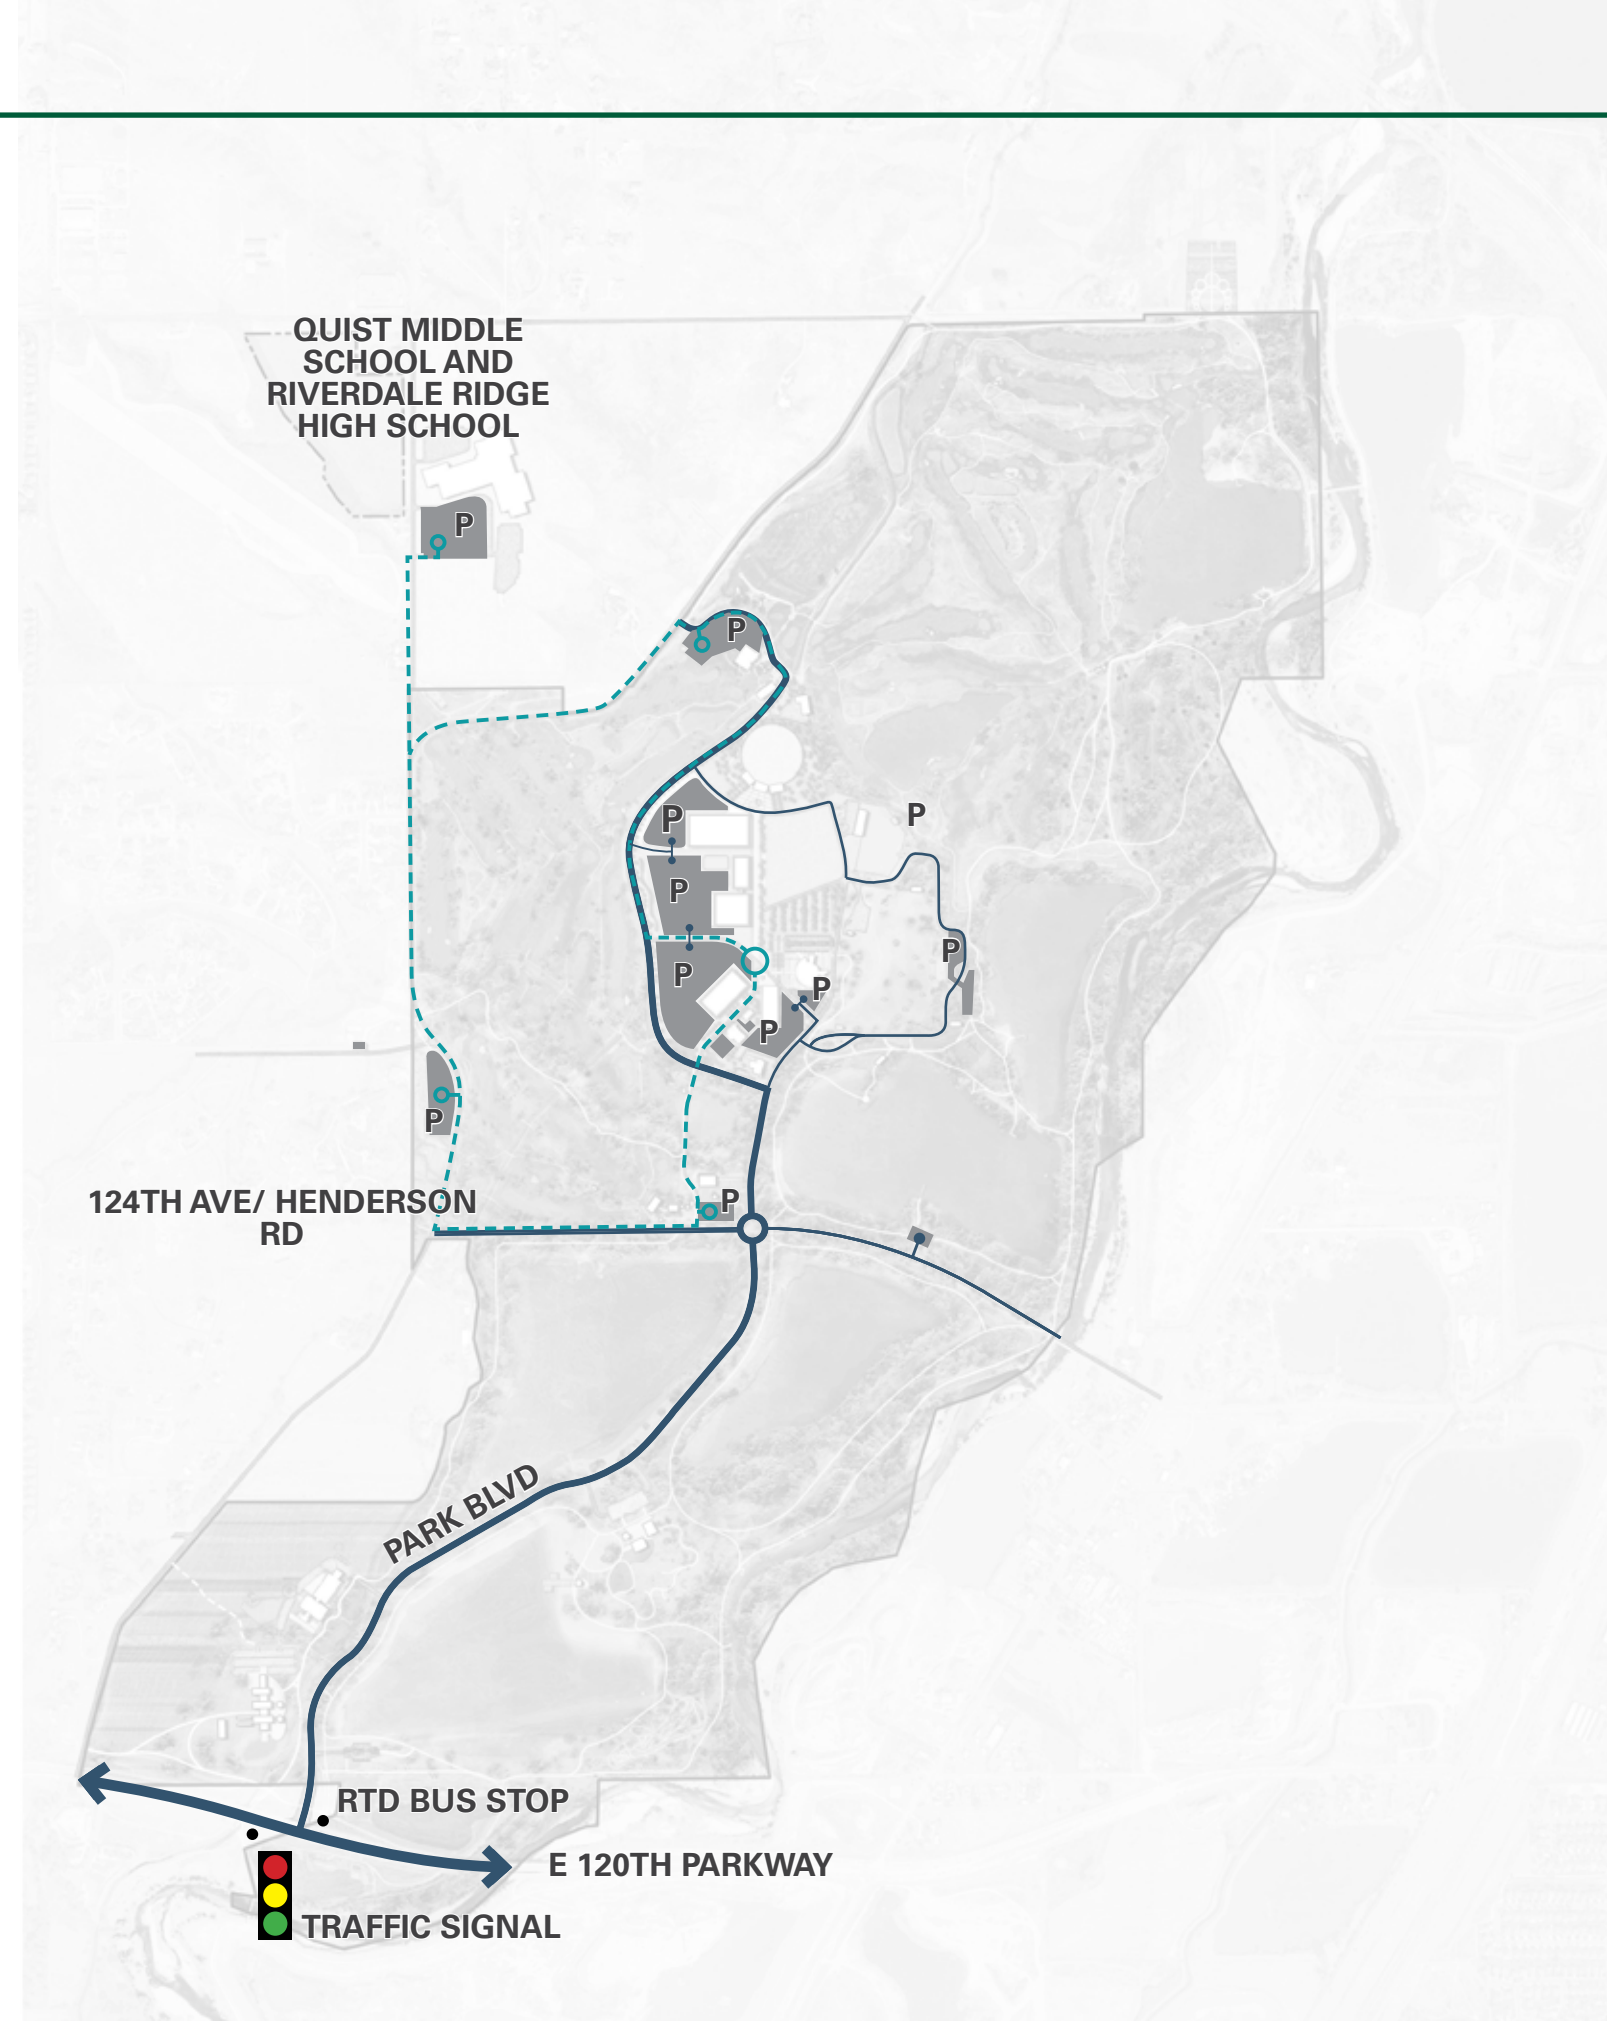 QUIST MIDDLE
SCHOOL AND
RIVERDALE RIDGE
HIGH SCHOOL
P
P
P
P
P
P
P
P
P
P
124TH AVE/ HENDERSON
RD
P
PARK BLVD
RTD BUS STOP
E 120TH PARKWAY
TRAFFIC SIGNAL